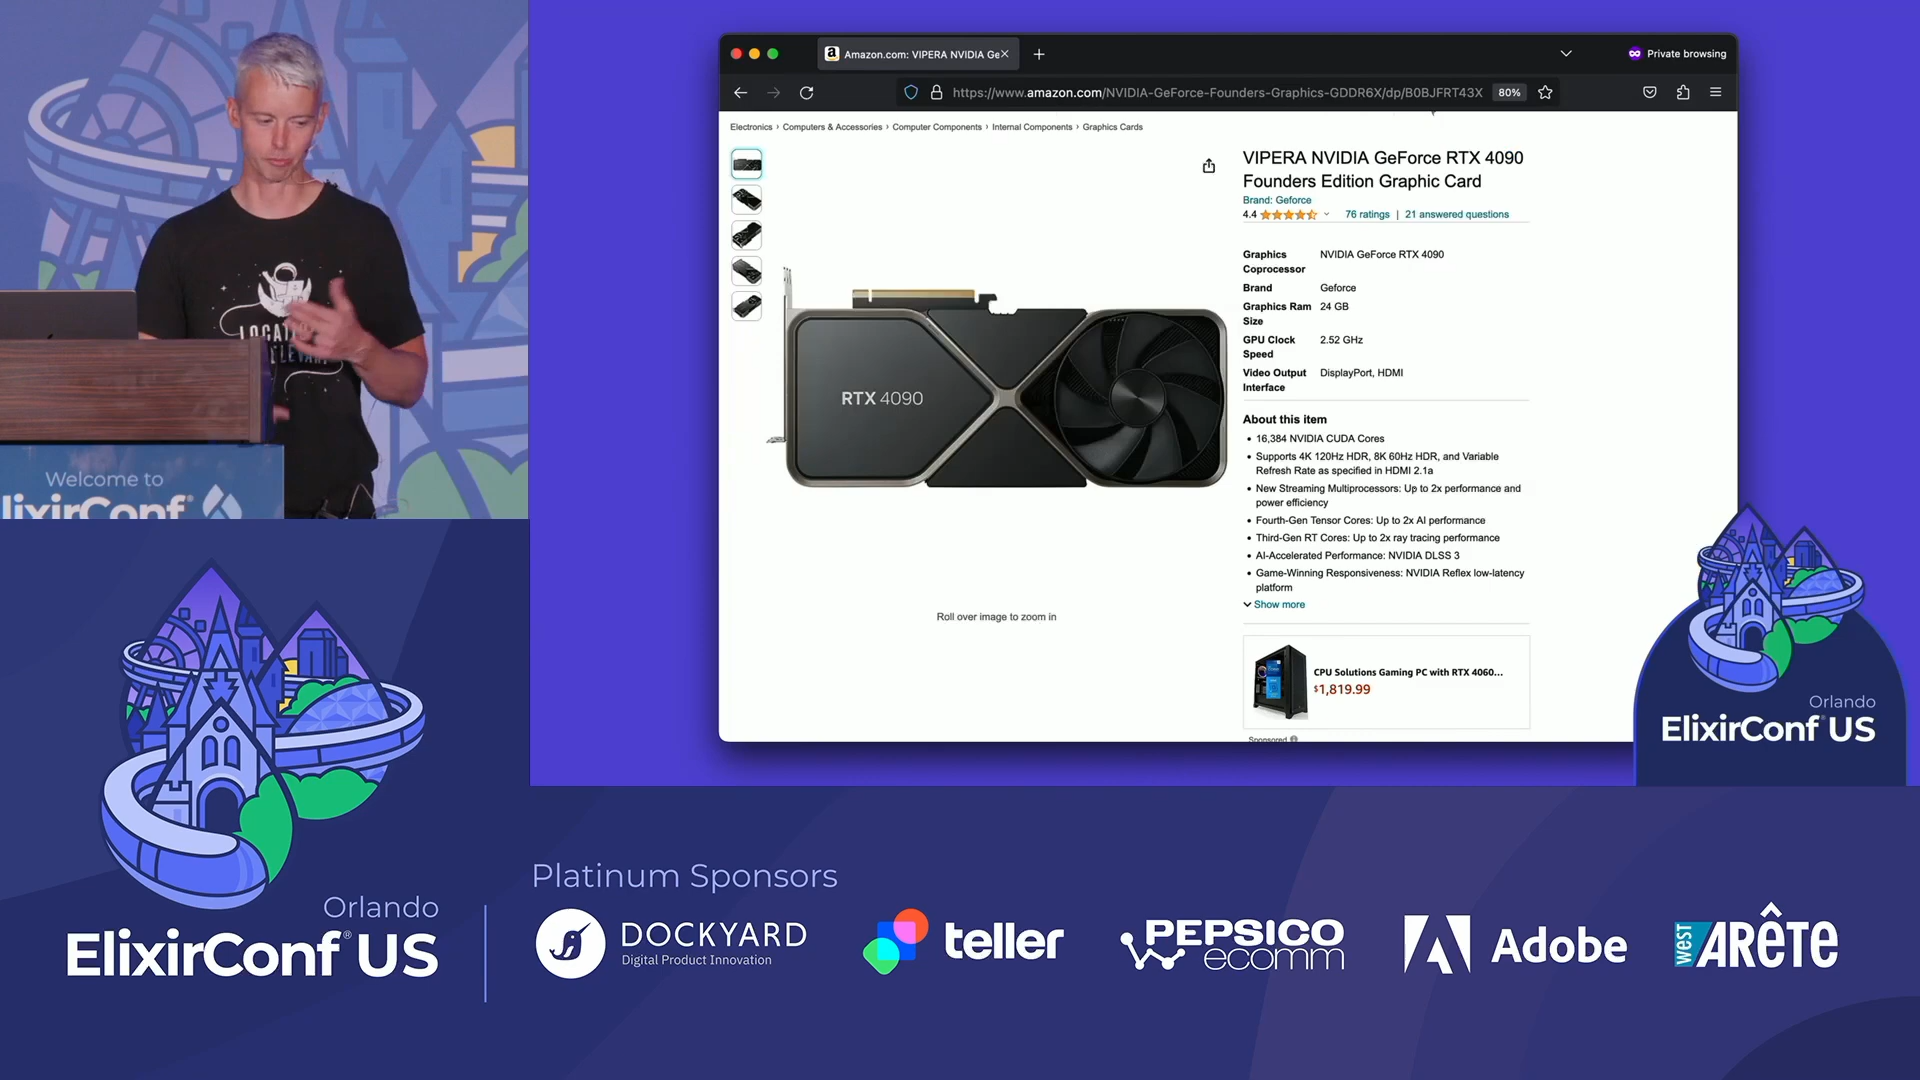 Amazon.com: VIPERA NVIDIA Ge
Private browsing
https://www.amazon.com/NVIDIA-GeForce-Founders-Graphics-GDDR6X/dp/B0BJFRT43X
80%
Electronics › Computers & Accessories › Computer Components › Internal Components › Graphics Cards
VIPERA NVIDIA GeForce RTX 4090
Founders Edition Graphic Card
Brand: Geforce
4.4
76 ratings | 21 answered questions
Graphics Coprocessor NVIDIA GeForce RTX 4090
Brand Geforce
Graphics Ram Size 24 GB
GPU Clock Speed 2.52 GHz
Video Output Interface DisplayPort, HDMI
About this item
• 16,384 NVIDIA CUDA Cores
• Supports 4K 120Hz HDR, 8K 60Hz HDR, and Variable
Refresh Rate as specified in HDMI 2.1a
• New Streaming Multiprocessors: Up to 2x performance and
power efficiency
• Fourth-Gen Tensor Cores: Up to 2x AI performance
• Third-Gen RT Cores: Up to 2x ray tracing performance
• AI-Accelerated Performance: NVIDIA DLSS 3
• Game-Winning Responsiveness: NVIDIA Reflex low-latency
platform
Show more
RTX 4090
Roll over image to zoom in
CPU Solutions Gaming PC with RTX 4060...
$1,819.99
Sponsored
Orlando
ElixirConf® US
LOCATI
LEVA
Welcome to
lixirConf®
Orlando
ElixirConf® US
Platinum Sponsors
DOCKYARD
Digital Product Innovation
teller
PEPSICO
ecomm
Adobe
west
ARÊTE